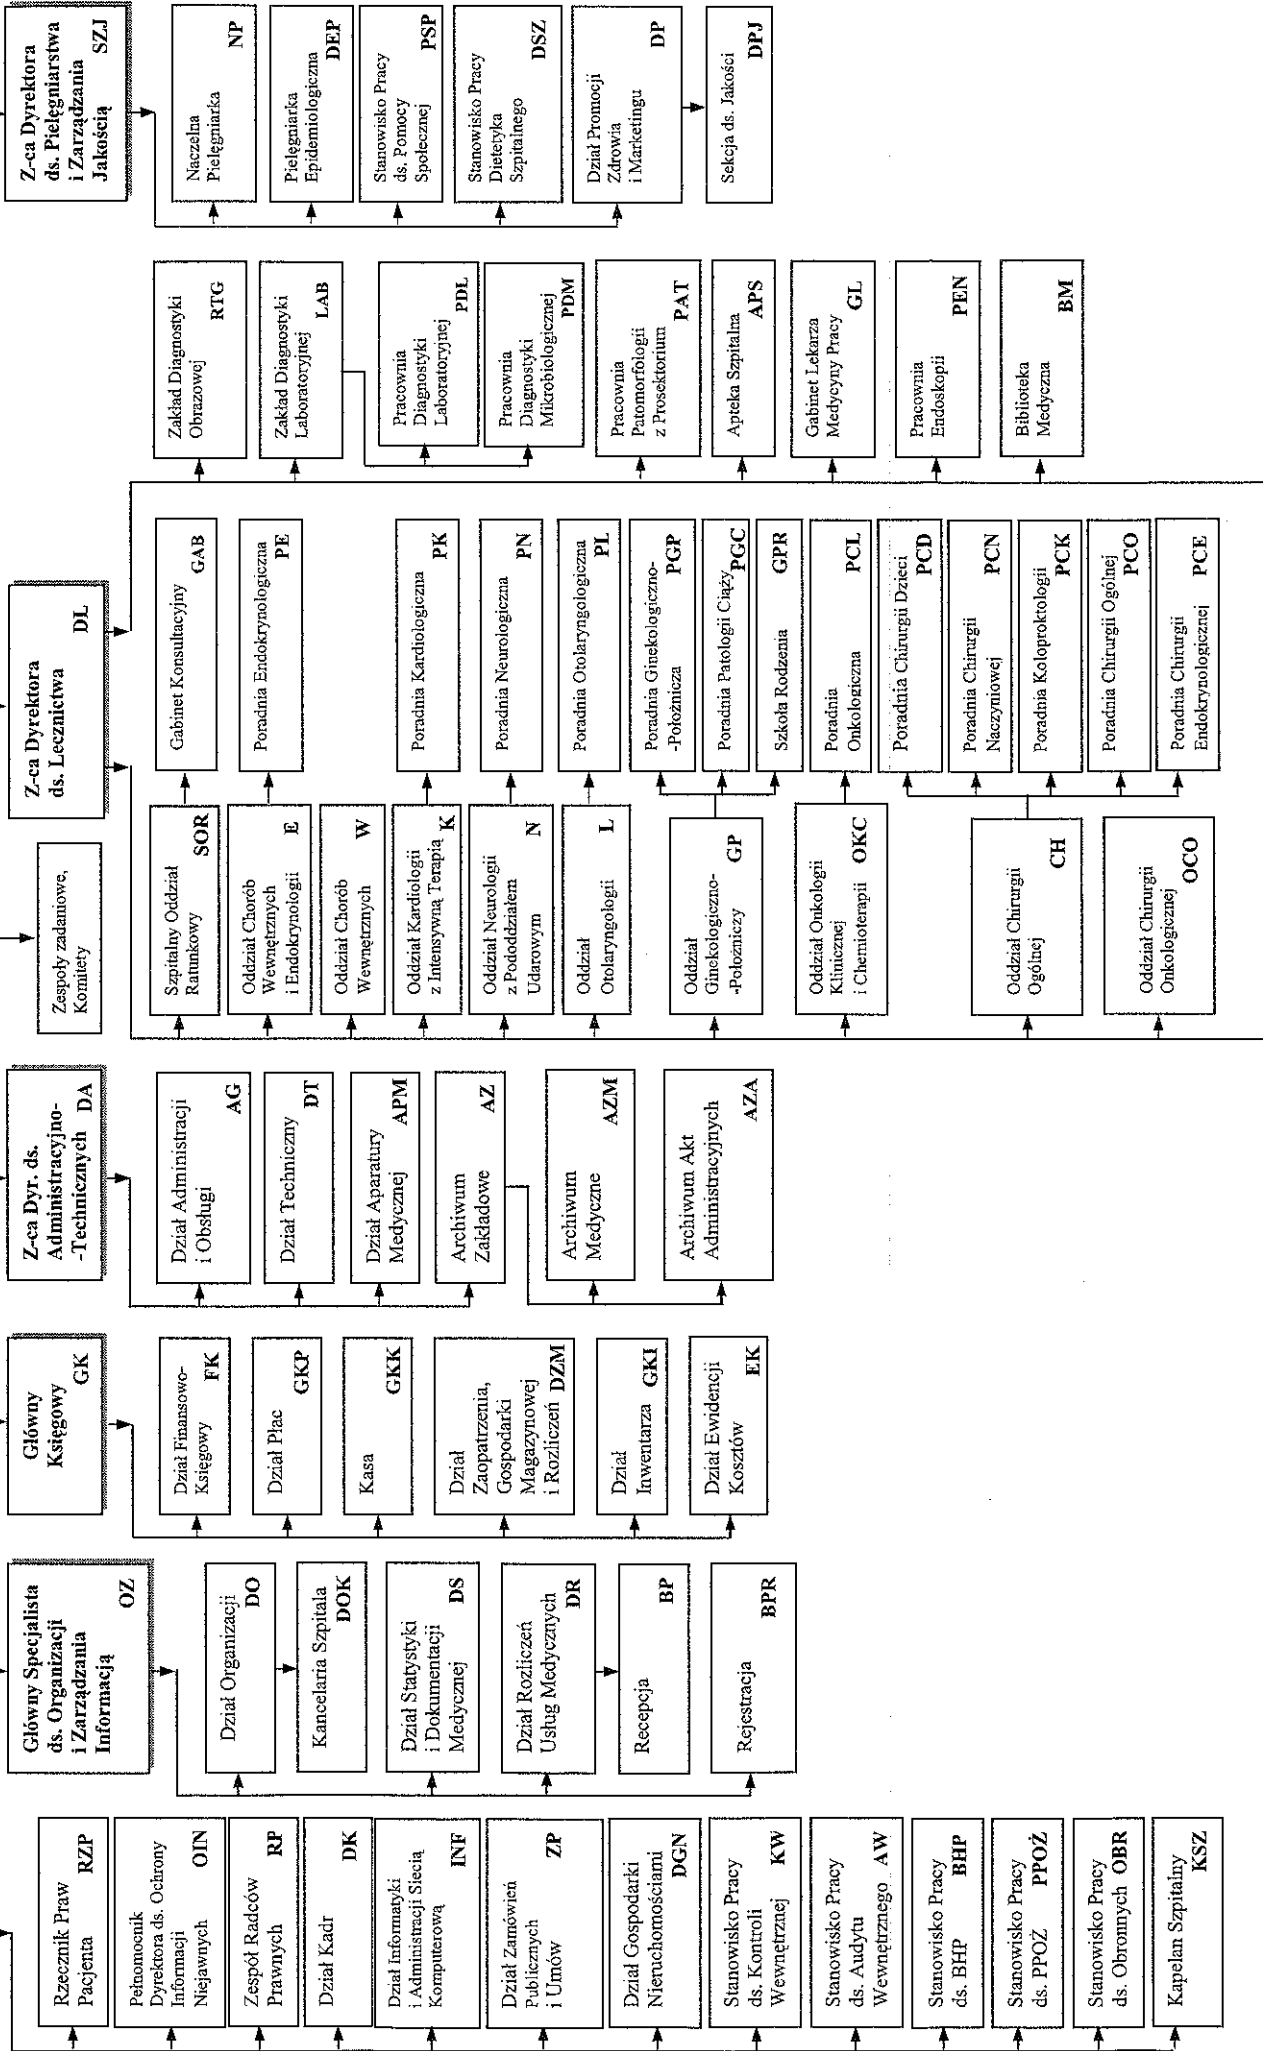 Rzecznik Praw
Pacjenta
RZP
Pełnomocnik
Dyrektora ds. Ochrony
Informacji
Niejawnych
OIN
Zespół Radców
Prawnych
RP
Dział Kadr
DK
Dział Informatyki
i Administracji Siecią
Komputerową
INF
Dział Zamówień
Publicznych
i Umów
ZP
Dział Gospodarki
Nieruchomościami
DGN
Stanowisko Pracy
ds. Kontroli
Wewnętrznej
KW
Stanowisko Pracy
ds. Audytu
Wewnętrznego
AW
Stanowisko Pracy
ds. BHP
BHP
Stanowisko Pracy
ds. PPOŻ
PPOŻ
Stanowisko Pracy
ds. Obronnych
OBR
Kapelan Szpitalny
KSZ
Główny Specjalista
ds. Organizacji
i Zarządzania
Informacją
OZ
Dział Organizacji
DO
Kancelaria Szpitala
DOK
Dział Statystyki
i Dokumentacji
Medycznej
DS
Dział Rozliczeń
Usług Medycznych
DR
Recepcja
BP
Rejestracja
BPR
Główny
Księgowy
GK
Dział Finansowo-
Księgowy
FK
Dział Płac
GKP
Kasa
GKK
Dział
Zaopatrzenia,
Gospodarki
Magazynowej
i Rozliczeń
DZM
Dział
Inwentarza
GKI
Dział Ewidencji
Kosztów
EK
Z-ca Dyr. ds.
Administracyjno-
-Technicznych
DA
Dział Administracji
i Obsługi
AG
Dział Techniczny
DT
Dział Aparatury
Medycznej
APM
Archiwum
Zakładowe
AZ
Archiwum
Medyczne
AZM
Archiwum Akt
Administracyjnych
AZA
Zespoły zadaniowe,
Komitety
Z-ca Dyrektora
ds. Lecznictwa
DL
Szpitalny Oddział
Ratunkowy
SOR
Oddział Chorób
Wewnętrznych
i Endokrynologii
E
Oddział Chorób
Wewnętrznych
W
Oddział Kardiologii
z Intensywną Terapią
K
Oddział Neurologii
z Pododdziałem
Udarowym
N
Oddział
Otolaryngologii
L
Oddział
Ginekologiczno-
-Położniczy
GP
Oddział Onkologii
Klinicznej
i Chemioterapii
OKC
Oddział Chirurgii
Ogólnej
CH
Oddział Chirurgii
Onkologicznej
OCO
Gabinet Konsultacyjny
GAB
Poradnia Endokrynologiczna
PE
Poradnia Kardiologiczna
PK
Poradnia Neurologiczna
PN
Poradnia Otolaryngologiczna
PL
Poradnia Ginekologiczno-
-Położnicza
PGP
Poradnia Patologii Ciąży
PGC
Szkoła Rodzenia
GPR
Poradnia
Onkologiczna
PCL
Poradnia Chirurgii Dzieci
PCD
Poradnia Chirurgii
Naczyniowej
PCN
Poradnia Koloproktologii
PCK
Poradnia Chirurgii Ogólnej
PCO
Poradnia Chirurgii
Endokrynologicznej
PCE
Zakład Diagnostyki
Obrazowej
RTG
Zakład Diagnostyki
Laboratoryjnej
LAB
Pracownia
Diagnostyki
Laboratoryjnej
PDL
Pracownia
Diagnostyki
Mikrobiologicznej
PDM
Pracownia
Patomorfologii
z Prosektorium
PAT
Apteka Szpitalna
APS
Gabinet Lekarza
Medycyny Pracy
GL
Pracownia
Endoskopii
PEN
Biblioteka
Medyczna
BM
Z-ca Dyrektora
ds. Pielęgniarstwa
i Zarządzania
Jakością
SZJ
Naczelna
Pielęgniarka
NP
Pielęgniarka
Epidemiologiczna
DEP
Stanowisko Pracy
ds. Pomocy
Społecznej
PSP
Stanowisko Pracy
Dietetyka
Szpitalnego
DSZ
Dział Promocji
Zdrowia
i Marketingu
DP
Sekcja ds. Jakości
DPJ